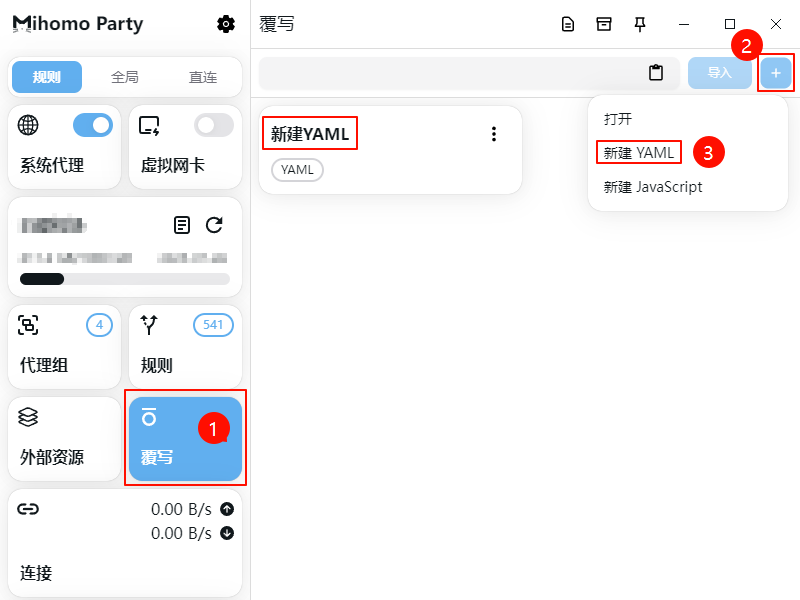 Mihomo Party
规则
全局
直连
系统代理
虚拟网卡
4
代理组
541
规则
外部资源
1
覆写
0.00 B/s
0.00 B/s
连接
覆写
2
导入
+
新建YAML
YAML
打开
新建 YAML
3
新建 JavaScript